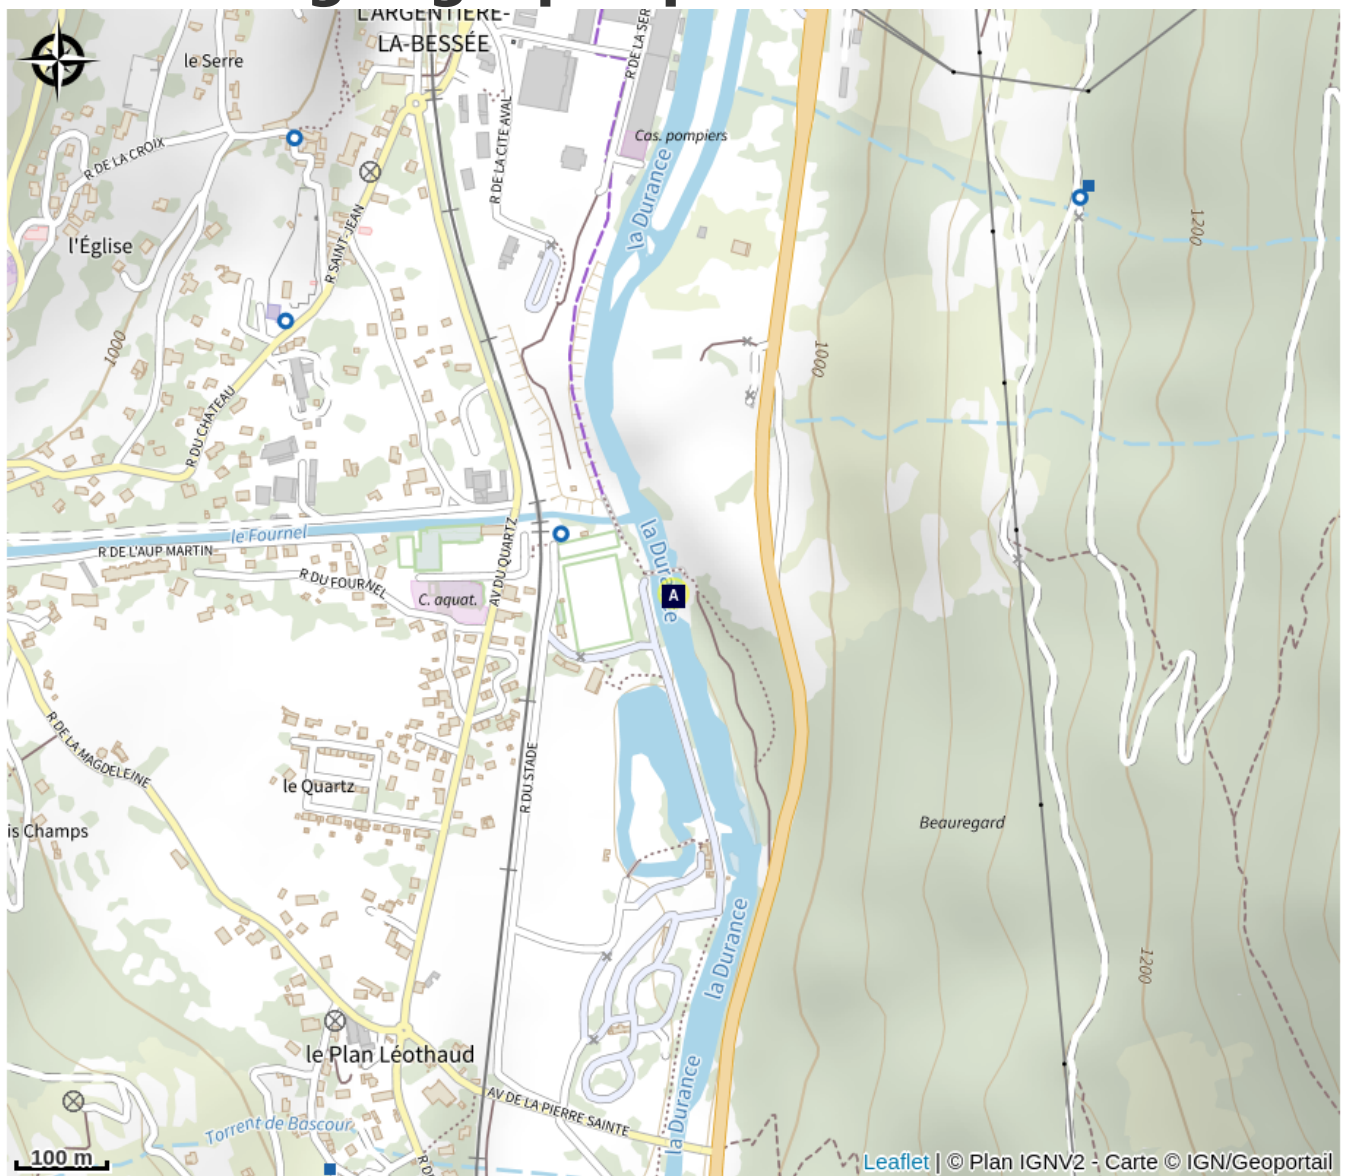 L'ARGENTIÈRE-
LA-BESSÉE
le Serre
R DE LA SER
Cas. pompiers
R DE LA CITE AVAL
R DE LA CROIX
la Durance
1200
l'Église
R SAINT-JEAN
1000
1000
R DU CHATEAU
le Fournel
R DE L'AUP MARTIN
la Durance
AV DU QUARTZ
R DU FOURNEL
C. aquat.
A
R DE LA MAGDELEINE
R DU STADE
le Quartz
is Champs
Beauregard
la Durance
1200
le Plan Léothaud
AV DE LA PIERRE SAINTE
la Durance
Torrent de Bascour
R D
100 m
Leaflet | © Plan IGNV2 - Carte © IGN/Geoportail